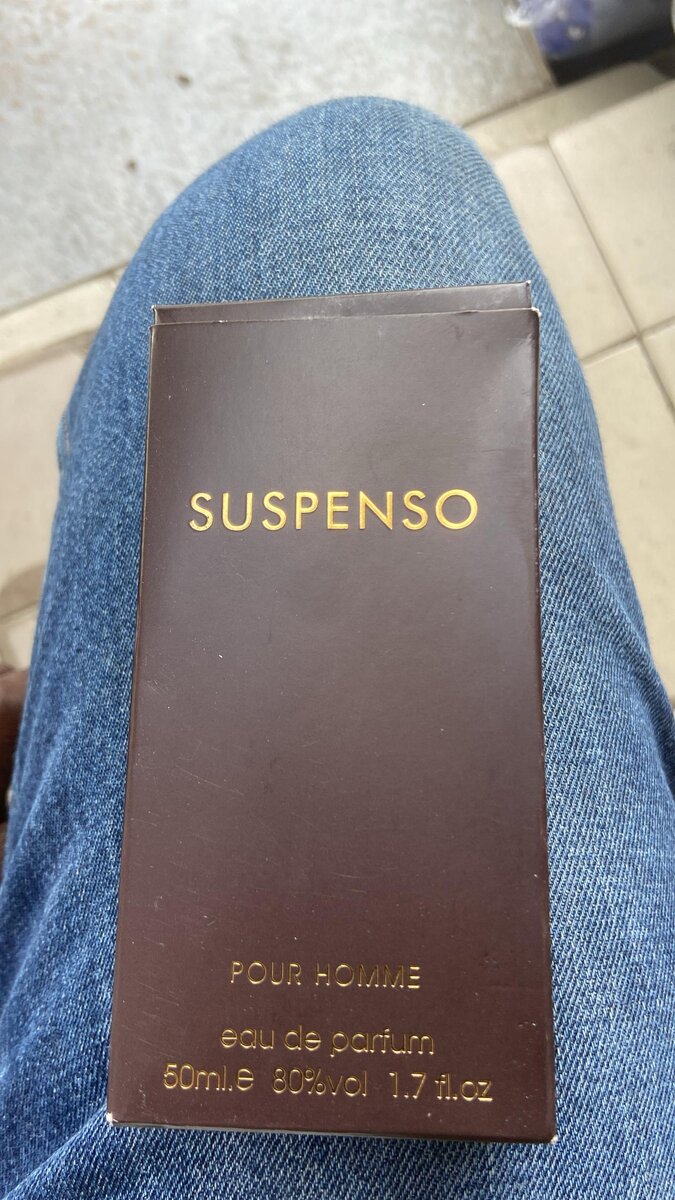 SUSPENSO
POUR HOMME
eau de parfum
50ml.e 80%vol 1.7 fl.oz